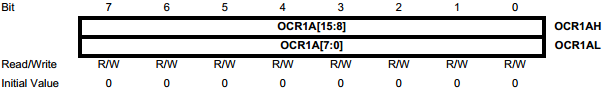 Bit 7 6 5 4 3 2 1 0
OCR1A[15:8] OCR1AH
OCR1A[7:0] OCR1AL
Read/Write R/W R/W R/W R/W R/W R/W R/W R/W
Initial Value 0 0 0 0 0 0 0 0